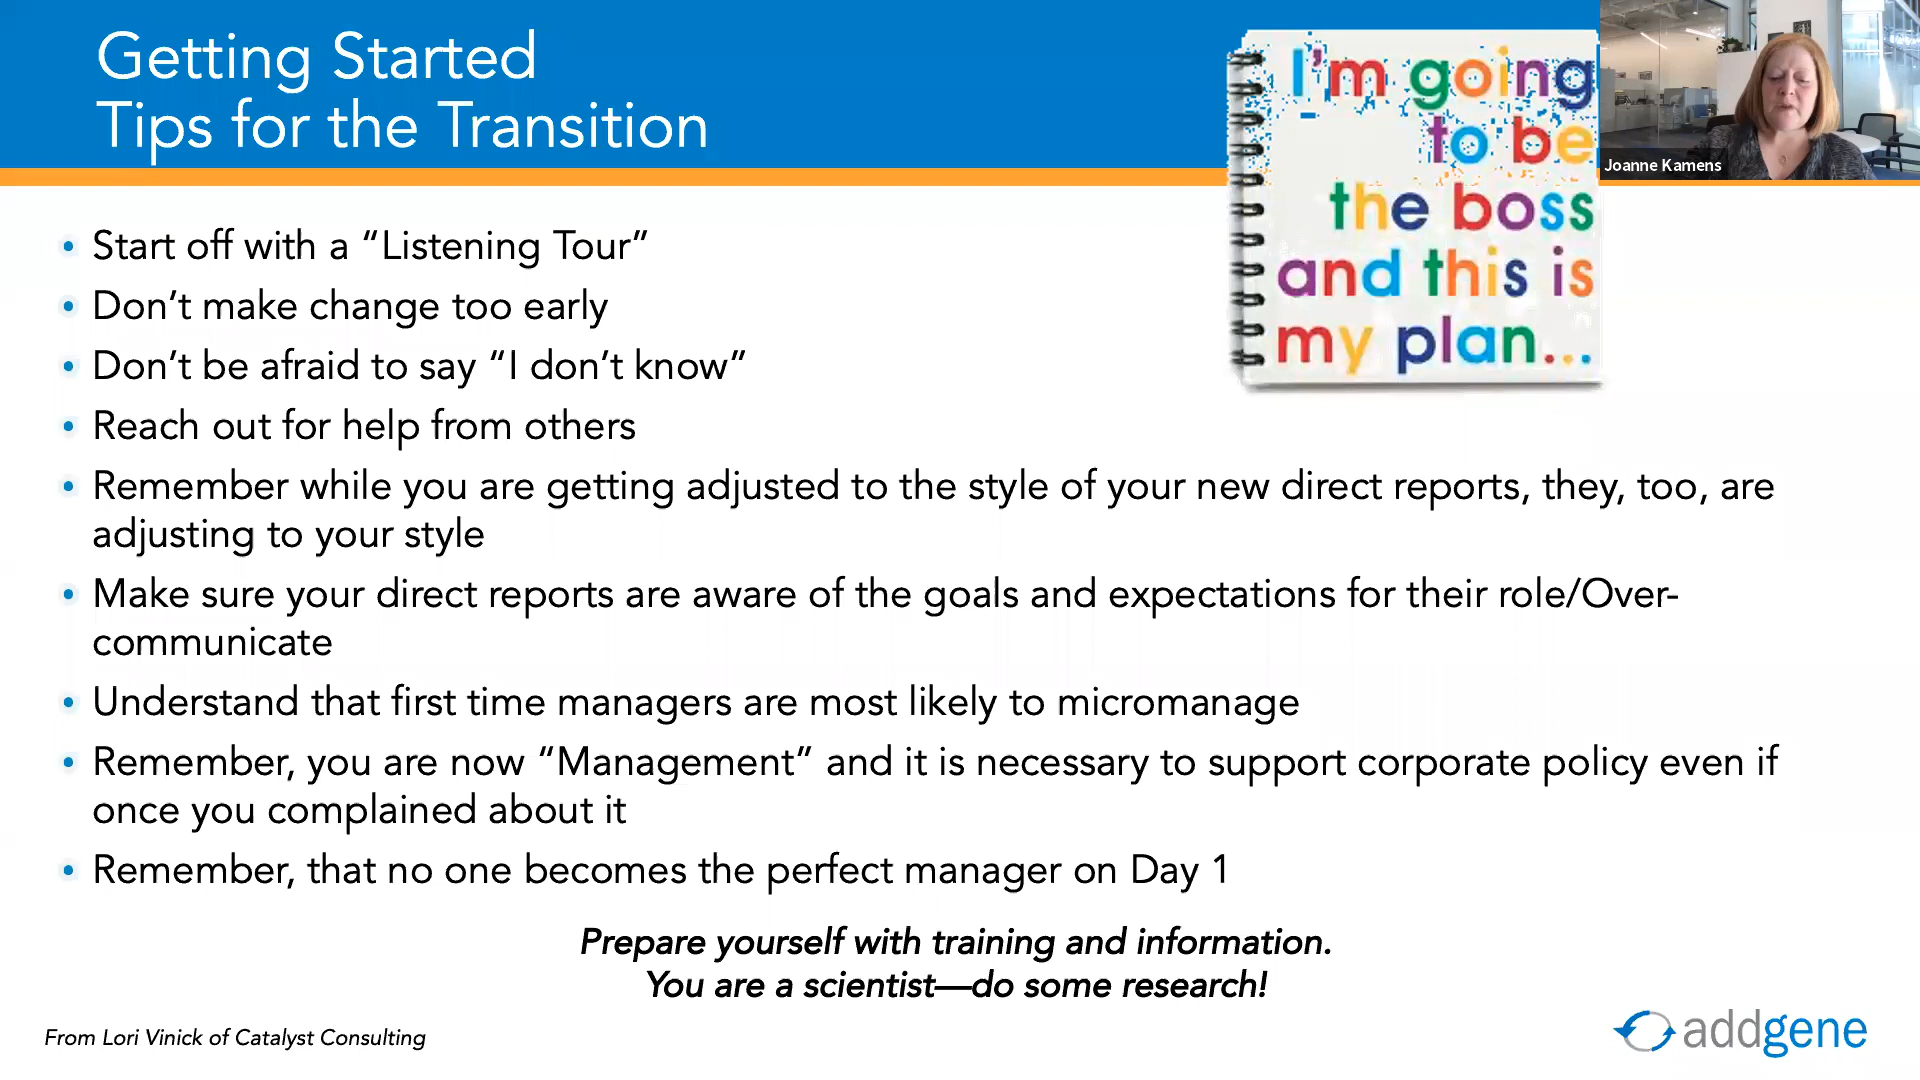 Getting Started
Tips for the Transition
I'm going
to be
the boss
and this is
my plan...
Joanne Kamens
• Start off with a “Listening Tour”
• Don’t make change too early
• Don’t be afraid to say “I don’t know”
• Reach out for help from others
• Remember while you are getting adjusted to the style of your new direct reports, they, too, are
adjusting to your style
• Make sure your direct reports are aware of the goals and expectations for their role/Over-
communicate
• Understand that first time managers are most likely to micromanage
• Remember, you are now “Management” and it is necessary to support corporate policy even if
once you complained about it
• Remember, that no one becomes the perfect manager on Day 1
Prepare yourself with training and information.
You are a scientist—do some research!
From Lori Vinick of Catalyst Consulting
addgene